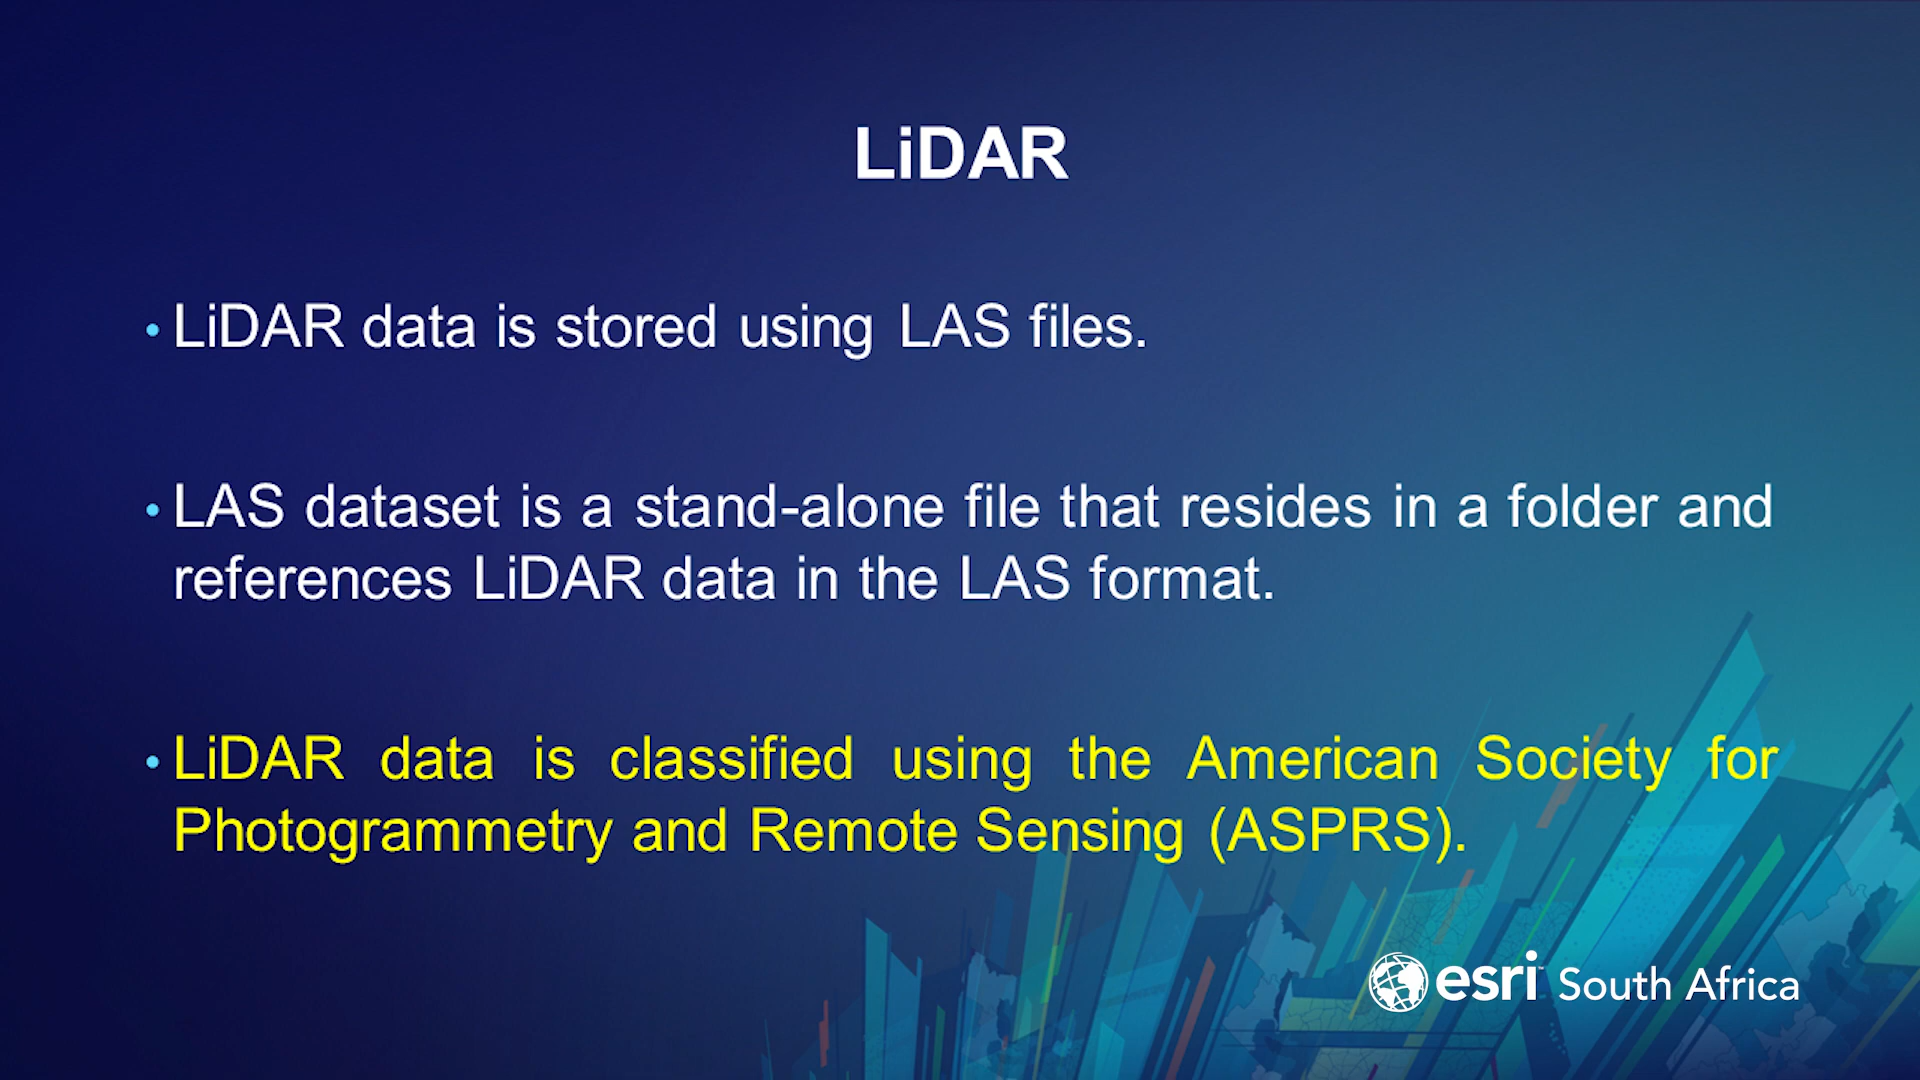 LiDAR
• LiDAR data is stored using LAS files.
• LAS dataset is a stand-alone file that resides in a folder and
references LiDAR data in the LAS format.
• LiDAR data is classified using the American Society for
Photogrammetry and Remote Sensing (ASPRS).
esri South Africa